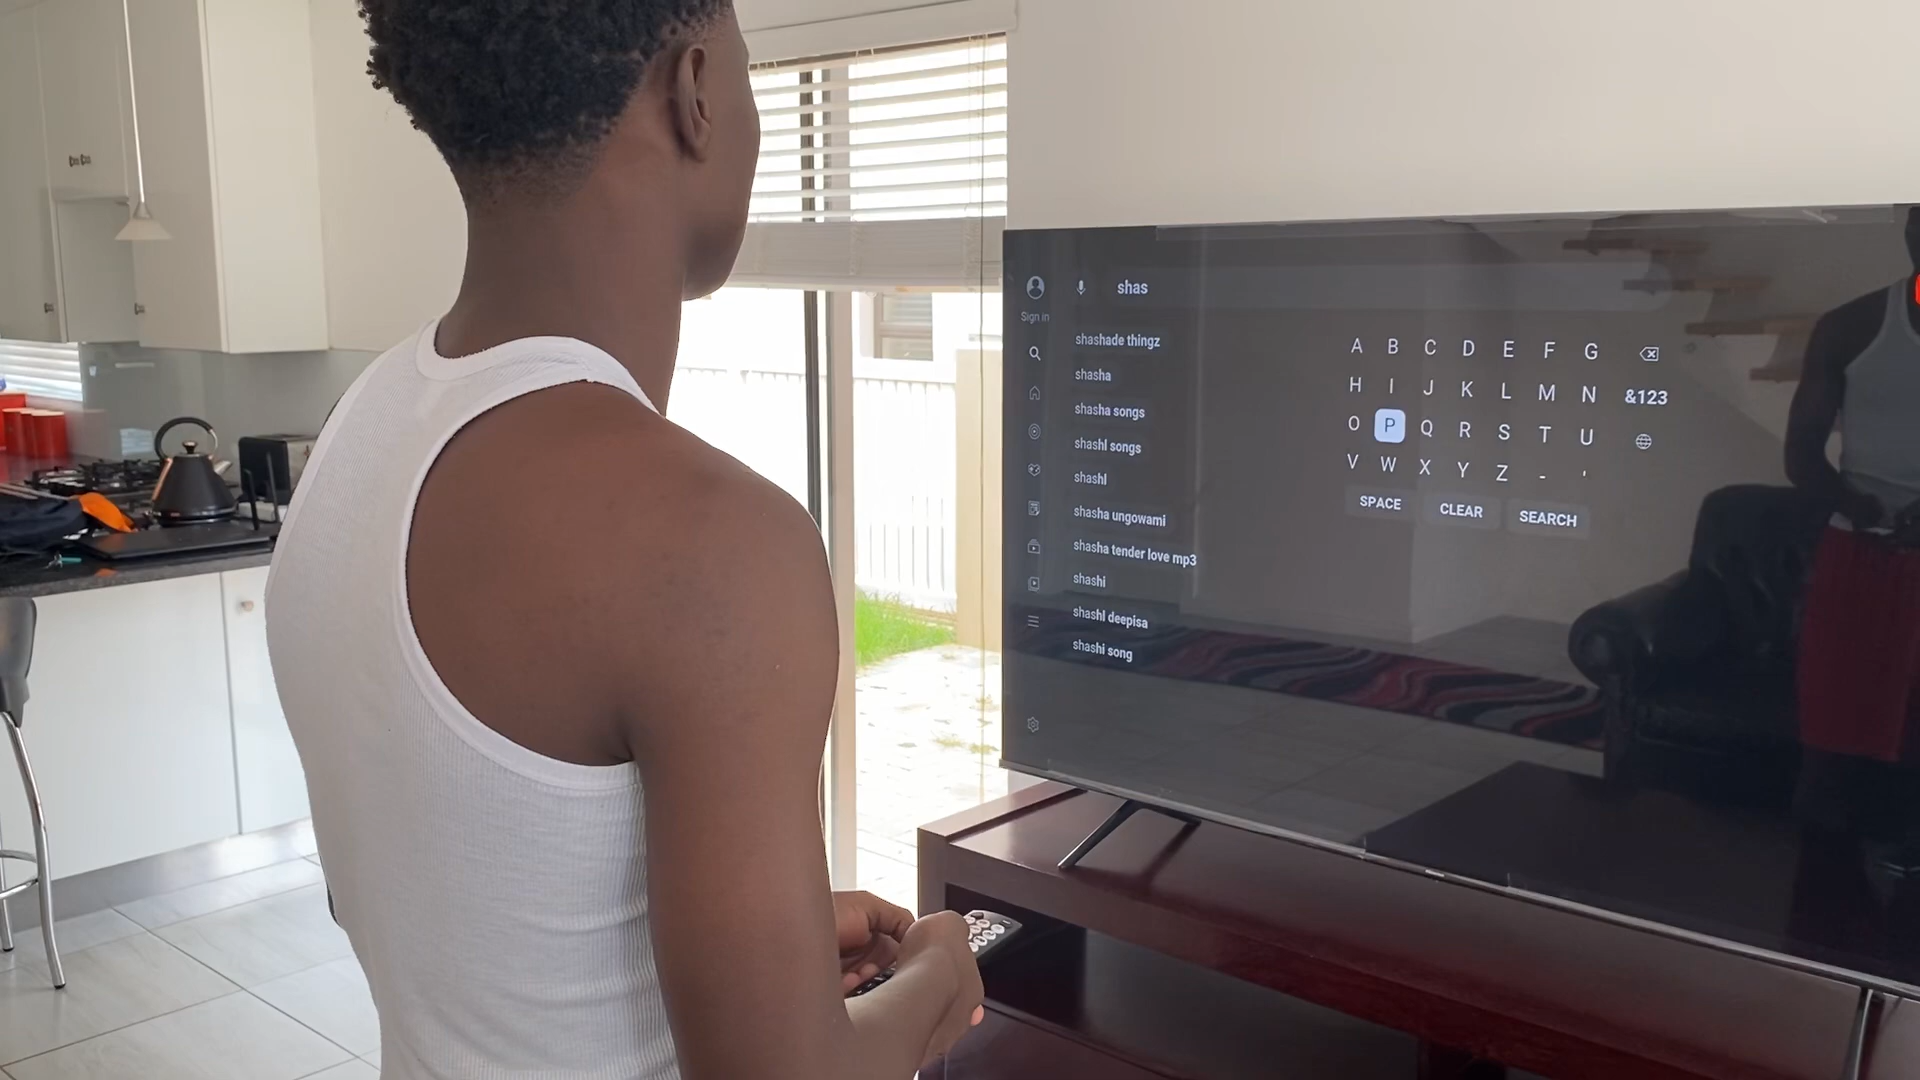 shas
Sign in
shashade thingz
shasha
shasha songs
shashl songs
shashl
shasha ungowami
shasha tender love mp3
shashi
shashl deepisa
shashi song
A B C D E F G
H I J K L M N &123
O P Q R S T U
V W X Y Z - '
SPACE CLEAR SEARCH